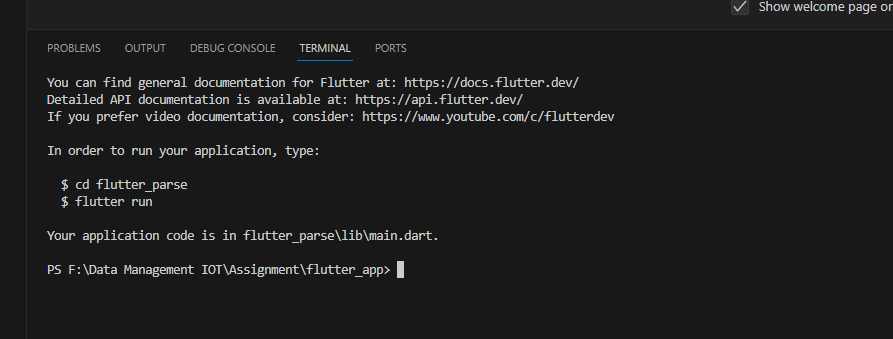 Show welcome page on
PROBLEMS OUTPUT DEBUG CONSOLE TERMINAL PORTS
You can find general documentation for Flutter at: https://docs.flutter.dev/
Detailed API documentation is available at: https://api.flutter.dev/
If you prefer video documentation, consider: https://www.youtube.com/c/flutterdev
In order to run your application, type:
$ cd flutter_parse
$ flutter run
Your application code is in flutter_parse\lib\main.dart.
PS F:\Data Management IOT\Assignment\flutter_app>